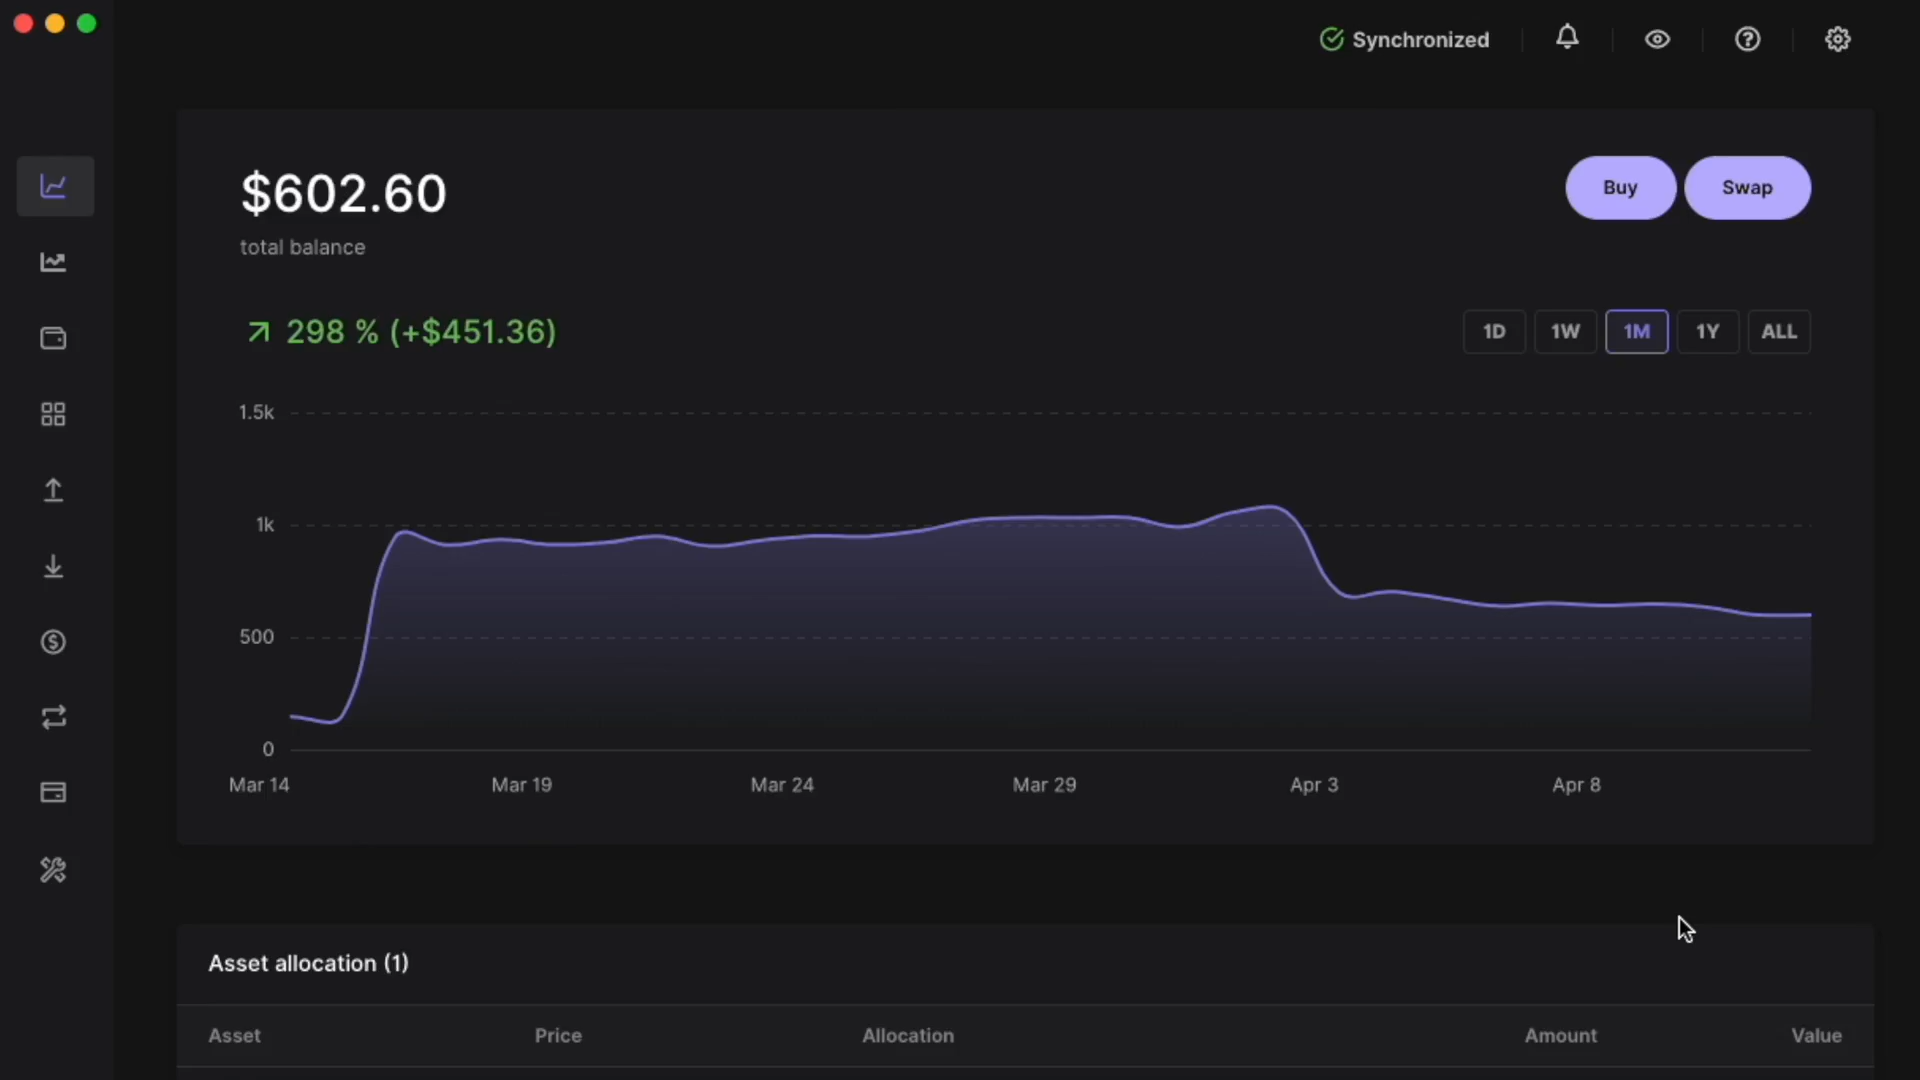 Synchronized
$602.60
Buy
Swap
total balance
298 % (+$451.36)
1D
1W
1M
1Y
ALL
1.5k
1k
500
0
Mar 14
Mar 19
Mar 24
Mar 29
Apr 3
Apr 8
Asset allocation (1)
Asset
Price
Allocation
Amount
Value